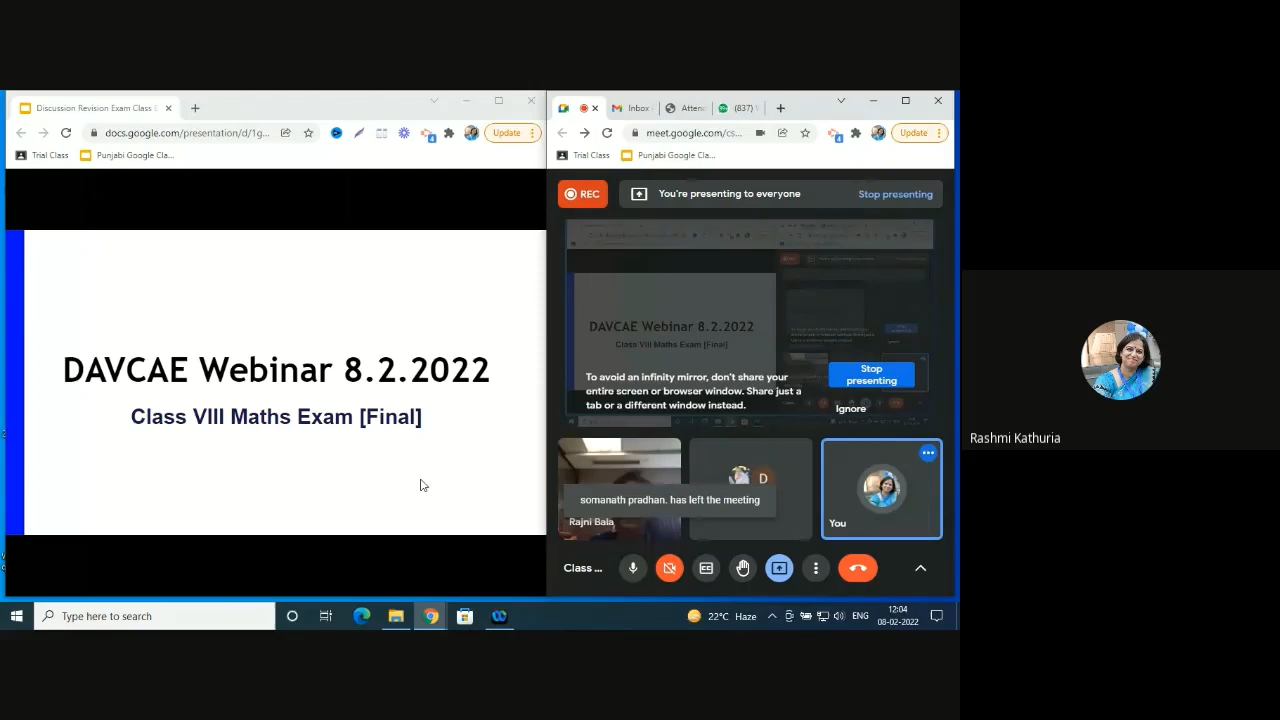 Discussion Revision Exam Class E
docs.google.com/presentation/d/1g...
Update
Trial Class
Punjabi Google Cla...
DAVCAE Webinar 8.2.2022
Class VIII Maths Exam [Final]
Inbox
Atten
(837)
meet.google.com/cs...
Update
Trial Class
Punjabi Google Cla...
REC
You're presenting to everyone
Stop presenting
DAVCAE Webinar 8.2.2022
Class VIII Maths Exam [Final]
To avoid an infinity mirror, don't share your
entire screen or browser window. Share just a
tab or a different window instead.
Stop
presenting
Ignore
D
somanath pradhan. has left the meeting
Rajni Bala
You
Class ...
Type here to search
22°C Haze
ENG
12:04
08-02-2022
Rashmi Kathuria